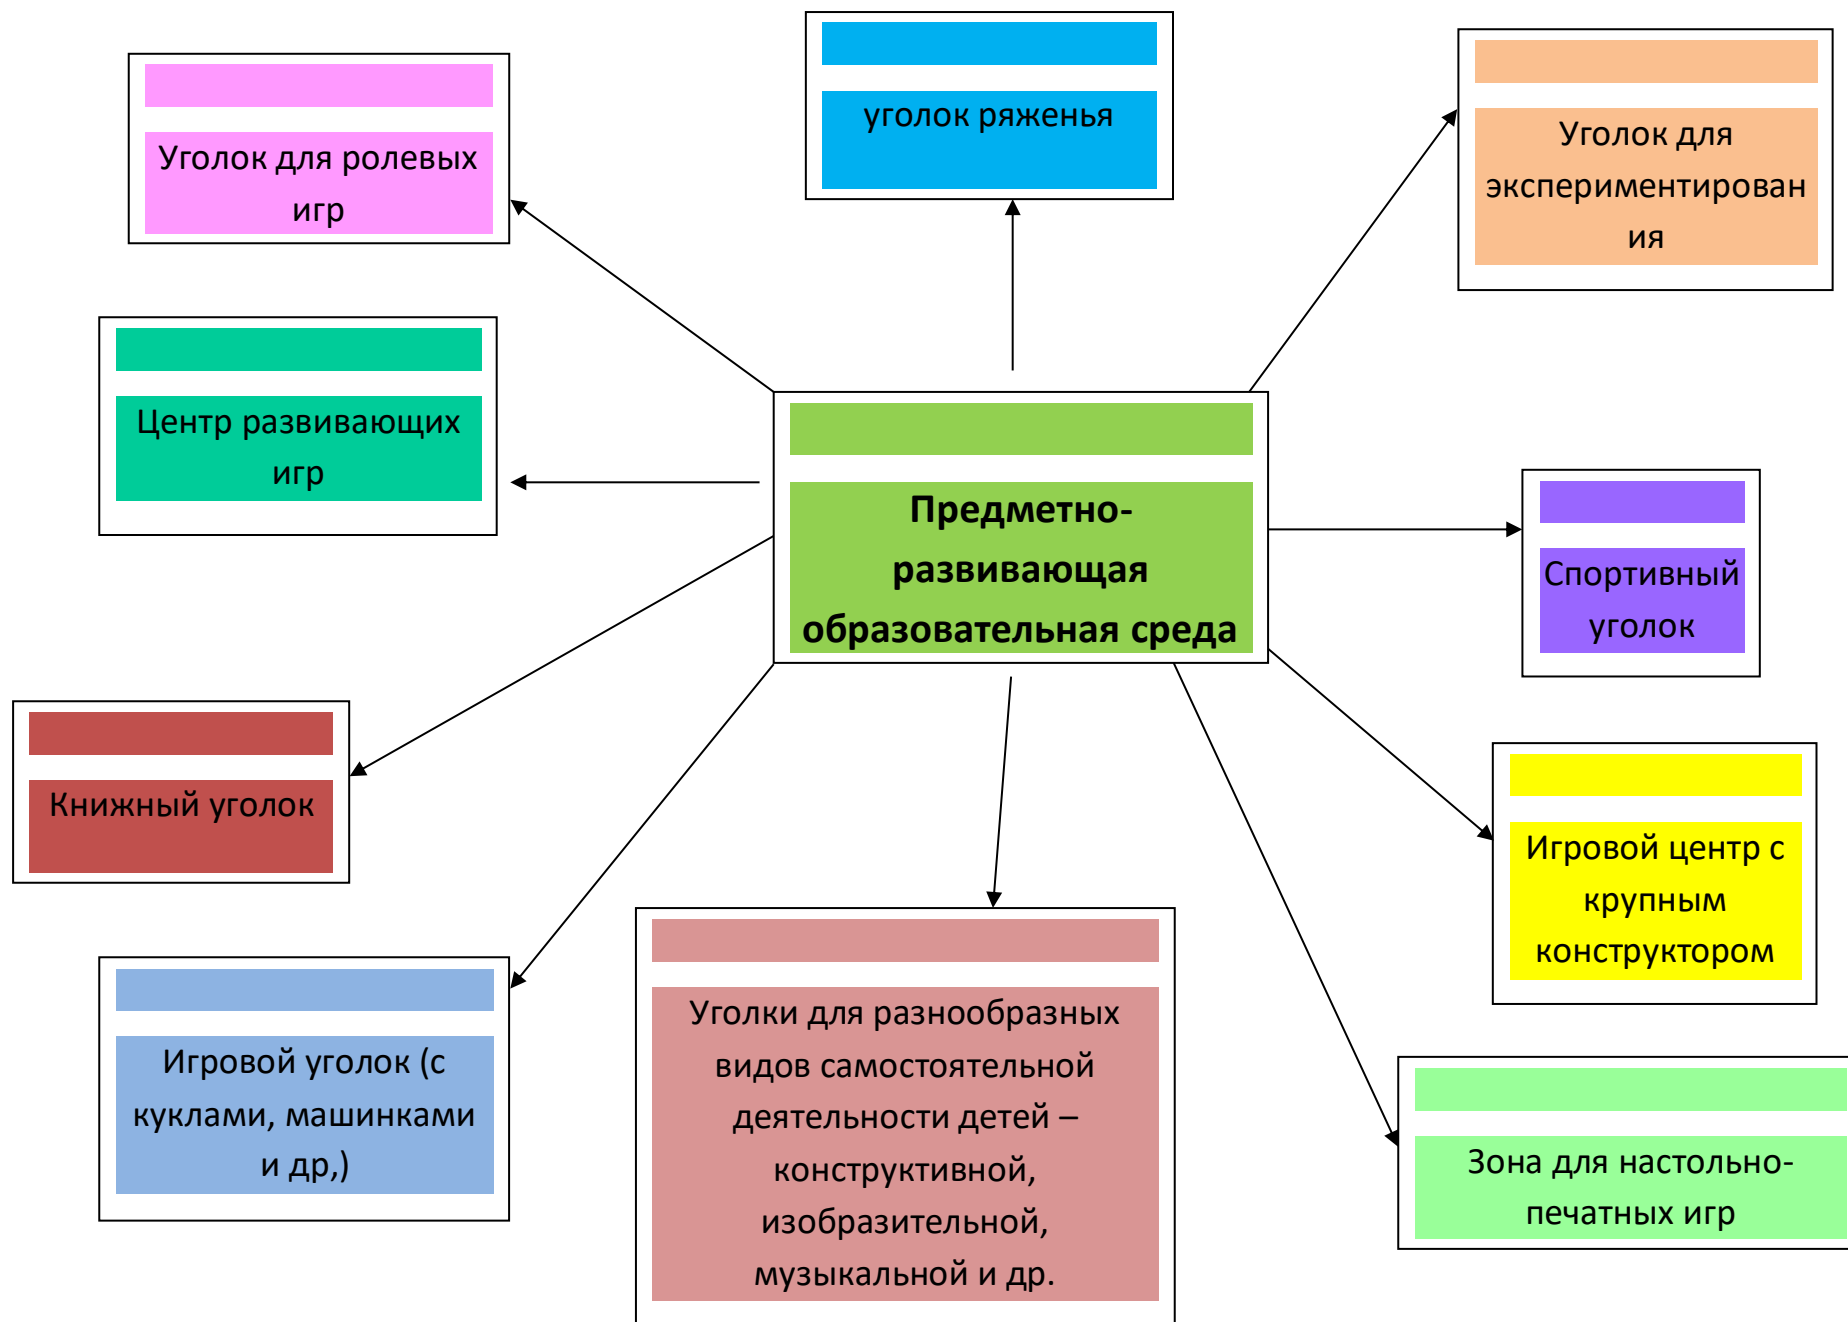 уголок ряженья
Уголок для ролевых
игр
Уголок для
экспериментирован
ия
Центр развивающих
игр
Предметно-
развивающая
образовательная среда
Спортивный
уголок
Книжный уголок
Игровой центр с
крупным
конструктором
Игровой уголок (с
куклами, машинками
и др,)
Уголки для разнообразных
видов самостоятельной
деятельности детей –
конструктивной,
изобразительной,
музыкальной и др.
Зона для настольно-
печатных игр